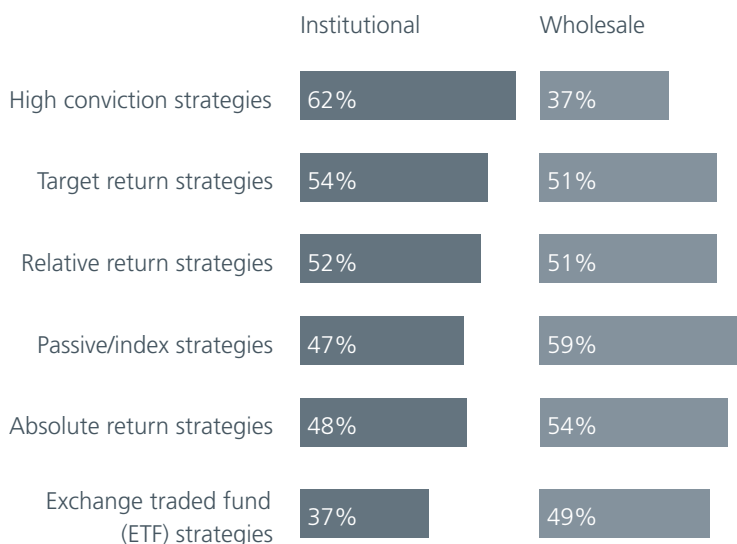 Institutional Wholesale
High conviction strategies 62% 37%
Target return strategies 54% 51%
Relative return strategies 52% 51%
Passive/index strategies 47% 59%
Absolute return strategies 48% 54%
Exchange traded fund
(ETF) strategies 37% 49%